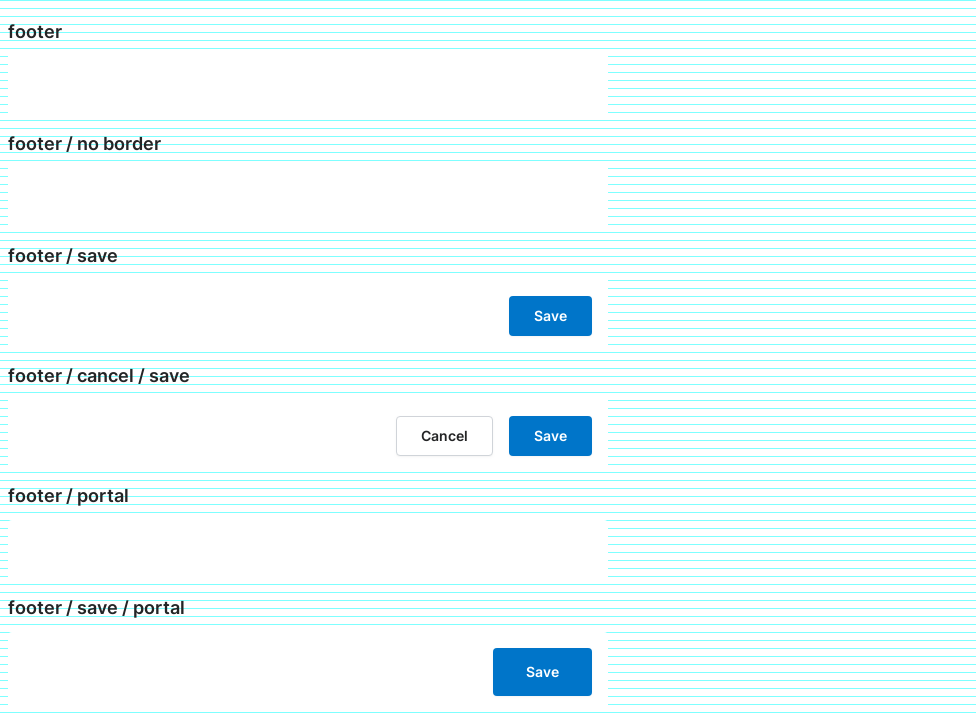 footer
footer / no border
footer / save
Save
footer / cancel / save
Cancel Save
footer / portal
footer / save / portal
Save